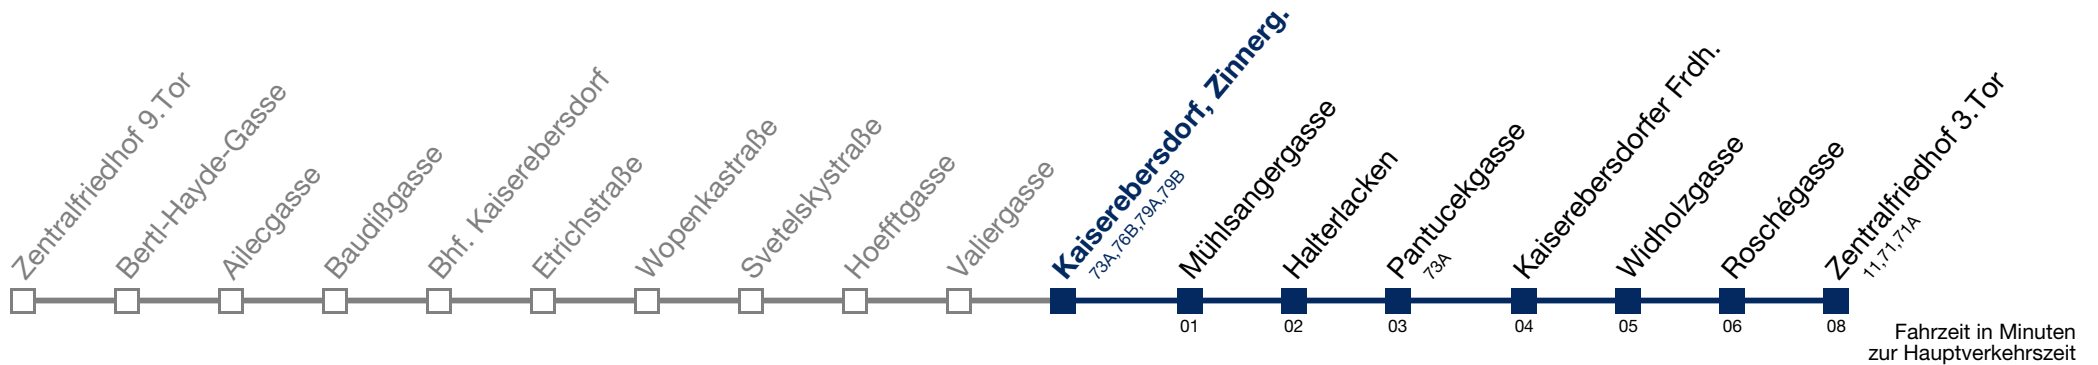 Zentralfriedhof 9.Tor
Bertl-Hayde-Gasse
Ailecgasse
Baudißgasse
Bhf. Kaiserebersdorf
Etrichstraße
Wopenkastraße
Svetelskystraße
Hoefftgasse
Valiergasse
Kaiserebersdorf, Zinnerg.
73A,76B,79A,79B
Mühlsangergasse
01
Halterlacken
02
Pantucekgasse
73A
03
Kaiserebersdorfer Frdh.
04
Widholzgasse
05
Roschégasse
06
Zentralfriedhof 3.Tor
11,71,71A
08
Fahrzeit in Minuten
zur Hauptverkehrszeit